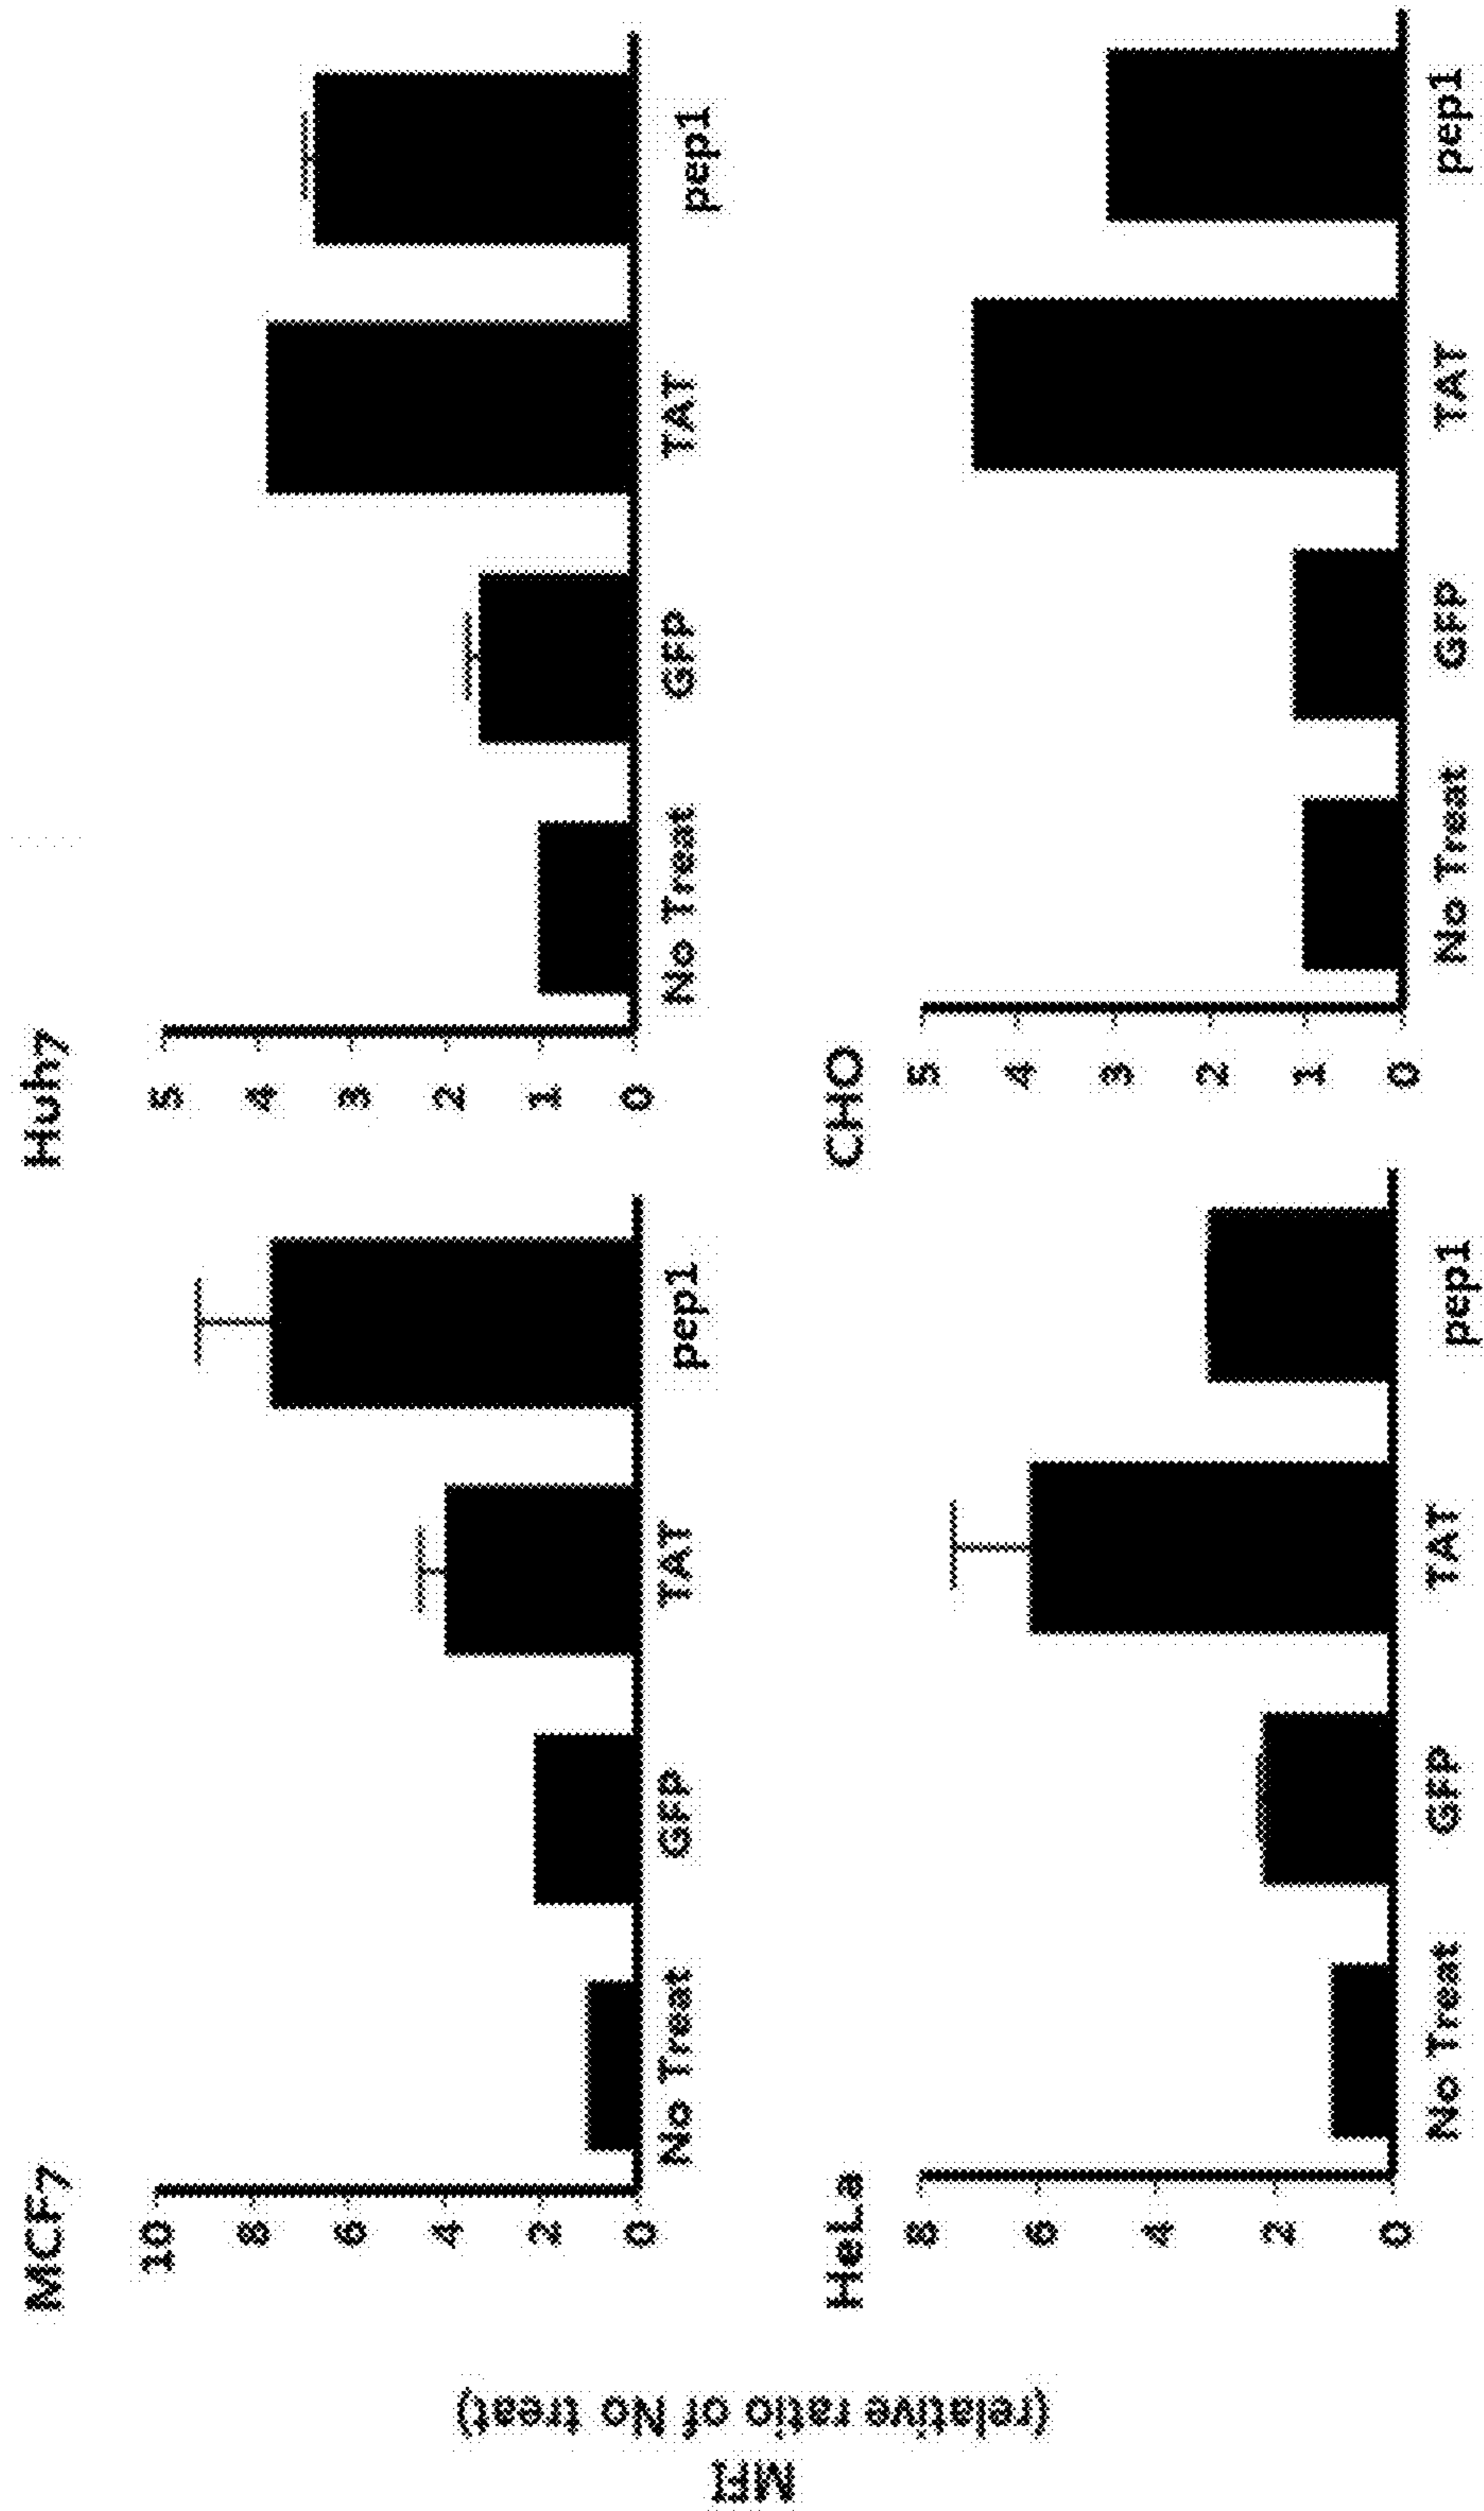 MFI
(relative ratio of No treat)
MCF7
10
8
6
4
2
0
No Treat
GFP
TAT
pep1
Huh7
5
4
3
2
1
0
No Treat
GFP
TAT
pep1
HeLa
8
6
4
2
0
No Treat
GFP
TAT
pep1
CHO
5
4
3
2
1
0
No Treat
GFP
TAT
pep1